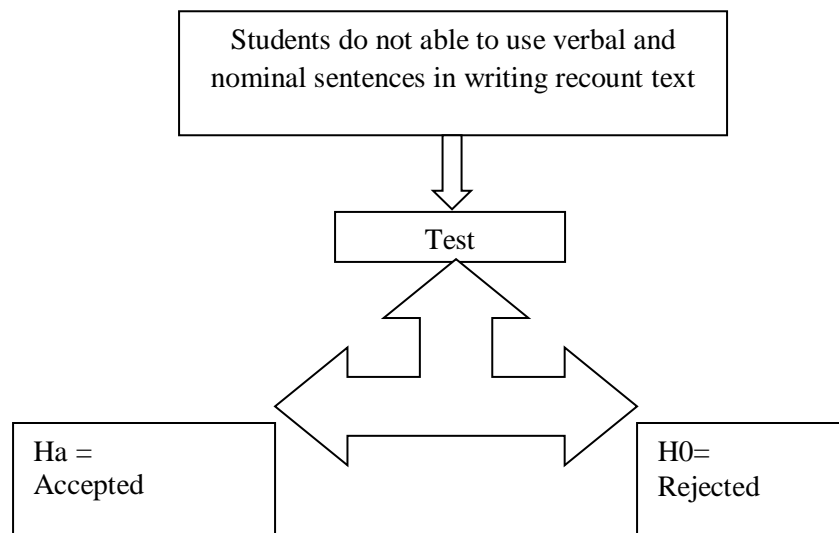 Students do not able to use verbal and
nominal sentences in writing recount text
Test
Ha =
Accepted
H0=
Rejected